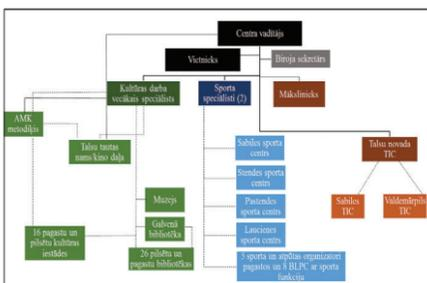 Centra vadītājs
Vietnieks
Biroja sekretārs
Kultūras darba
vecākais speciālists
Sporta
speciālisti (2)
Mākslinieks
AMK
metodiķis
Talsu tautas
nams/kino daļa
Sabiles sporta
centrs
Talsu novada
TIC
Stendes sporta
centrs
Muzejs
Pastendes
sporta centrs
Sabiles
TIC
Valdemārpils
TIC
Galvenā
bibliotēka
Laucienes
sporta centrs
16 pagastu un
pilsētu kultūras
iestādes
26 pilsētu un
pagastu bibliotēkas
5 sporta un atpūtas organizatori
pagastos un 8 BLPC ar sporta
funkciju